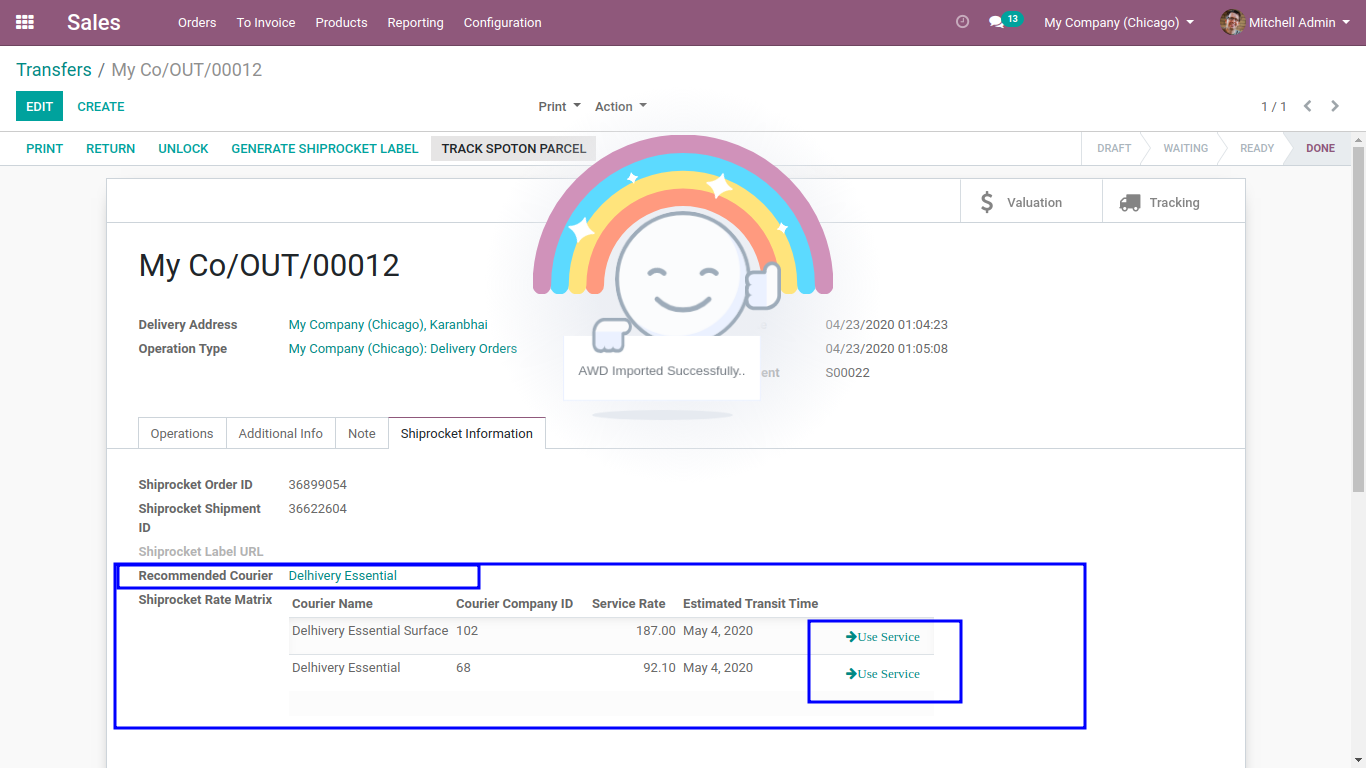 Sales Orders To Invoice Products Reporting Configuration 13 My Company (Chicago) Mitchell Admin
Transfers / My Co/OUT/00012
EDIT CREATE Print Action 1 / 1
PRINT RETURN UNLOCK GENERATE SHIPROCKET LABEL TRACK SPOTON PARCEL DRAFT WAITING READY DONE
$ Valuation Tracking
My Co/OUT/00012
Delivery Address My Company (Chicago), Karanbhai 04/23/2020 01:04:23
Operation Type My Company (Chicago): Delivery Orders 04/23/2020 01:05:08
AWD Imported Successfully.. ent S00022
Operations Additional Info Note Shiprocket Information
Shiprocket Order ID 36899054
Shiprocket Shipment 36622604
ID
Shiprocket Label URL
Recommended Courier Delhivery Essential
Shiprocket Rate Matrix Courier Name Courier Company ID Service Rate Estimated Transit Time
Delhivery Essential Surface 102 187.00 May 4, 2020 Use Service
Delhivery Essential 68 92.10 May 4, 2020 Use Service